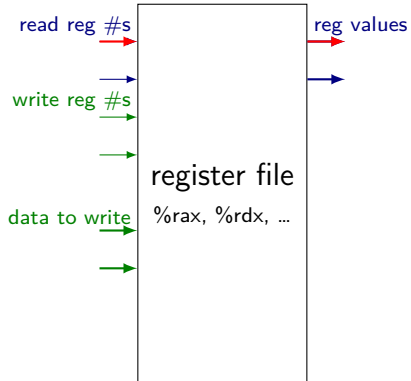 read reg #s
reg values
write reg #s
register file
%rax, %rdx, ...
data to write